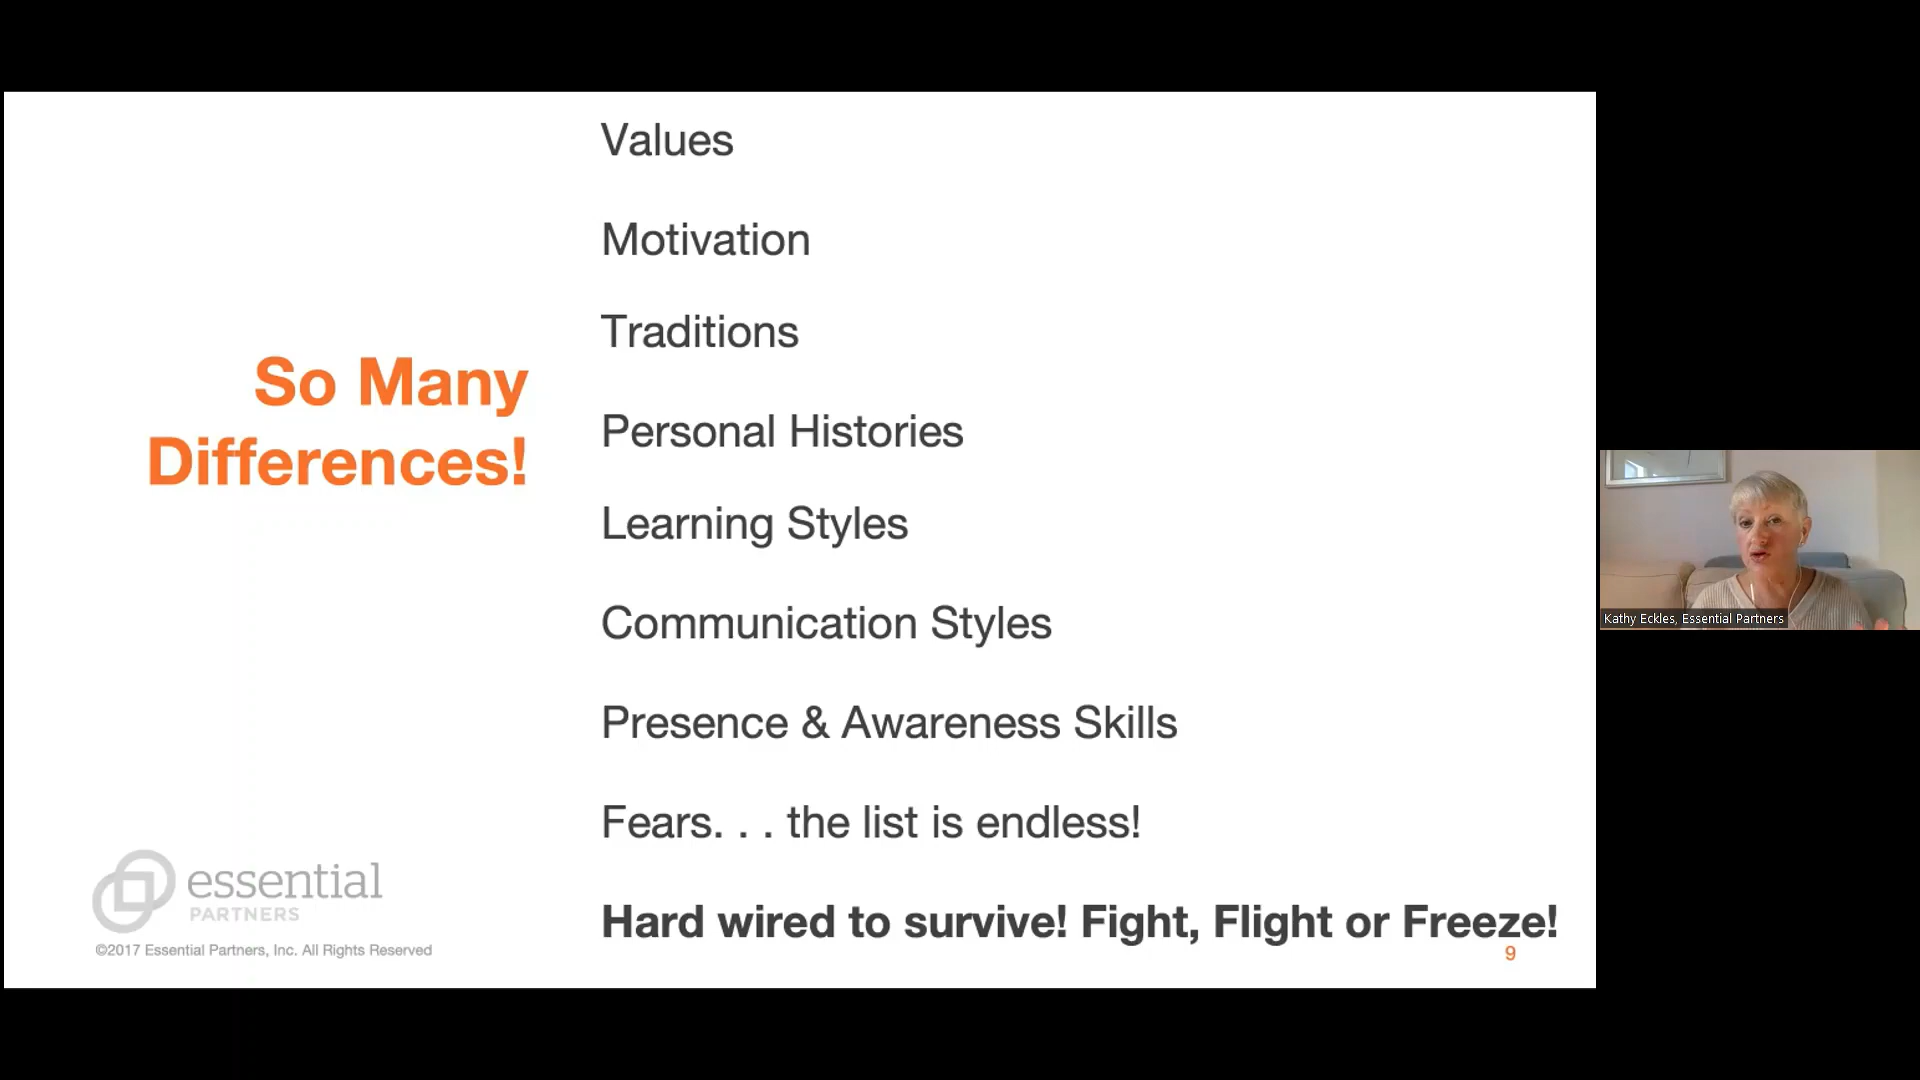 So Many
Differences!
Values
Motivation
Traditions
Personal Histories
Learning Styles
Communication Styles
Presence & Awareness Skills
Fears. . . the list is endless!
Hard wired to survive! Fight, Flight or Freeze!
essential
PARTNERS
©2017 Essential Partners, Inc. All Rights Reserved
9
Kathy Eckles, Essential Partners